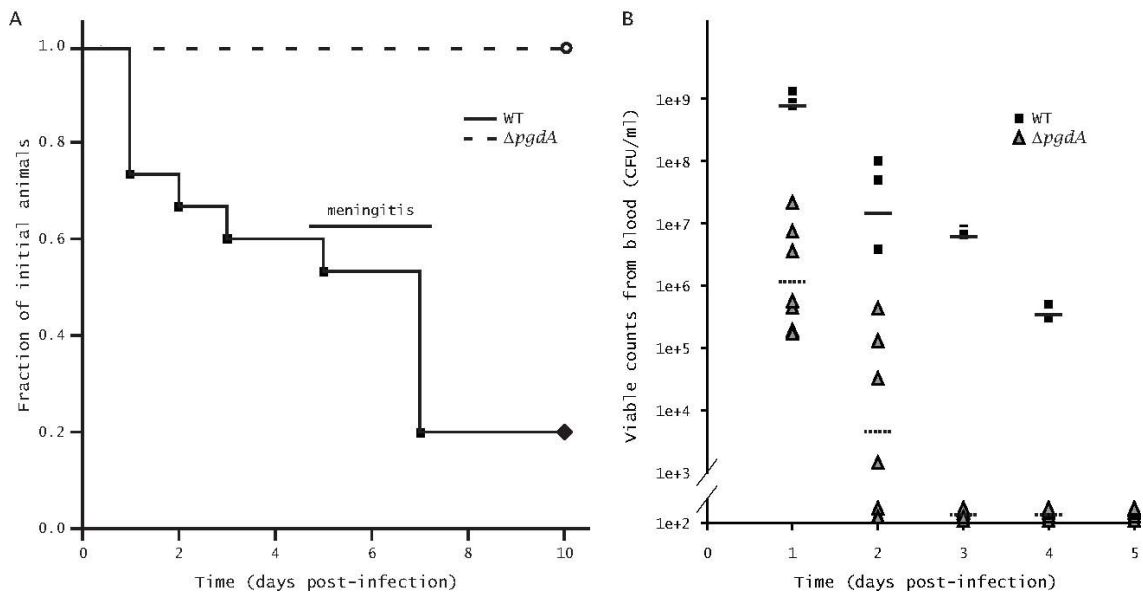 A
Fraction of initial animals
1.0
0.8
0.6
0.4
0.2
0.0
WT
ΔpgdA
meningitis
0 2 4 6 8 10
Time (days post-infection)
B
Viable counts from blood (CFU/ml)
1e+9
1e+8
1e+7
1e+6
1e+5
1e+4
1e+3
1e+2
WT
ΔpgdA
0 1 2 3 4 5
Time (days post-infection)